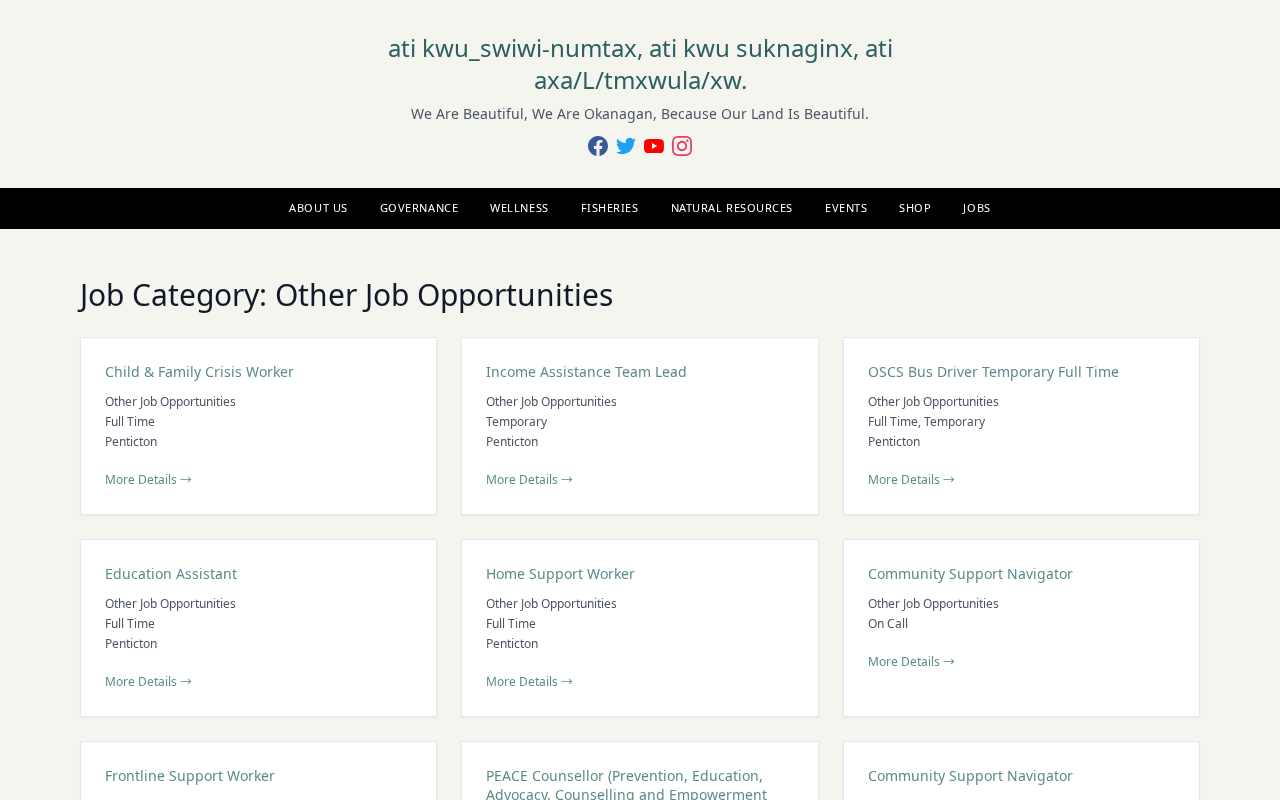 ati kwu_swiwi-numtax, ati kwu suknaginx, ati
axa/L/tmxwula/xw.
We Are Beautiful, We Are Okanagan, Because Our Land Is Beautiful.
ABOUT US GOVERNANCE WELLNESS FISHERIES NATURAL RESOURCES EVENTS SHOP JOBS
Job Category: Other Job Opportunities
Child & Family Crisis Worker
Other Job Opportunities
Full Time
Penticton
More Details →
Income Assistance Team Lead
Other Job Opportunities
Temporary
Penticton
More Details →
OSCS Bus Driver Temporary Full Time
Other Job Opportunities
Full Time, Temporary
Penticton
More Details →
Education Assistant
Other Job Opportunities
Full Time
Penticton
More Details →
Home Support Worker
Other Job Opportunities
Full Time
Penticton
More Details →
Community Support Navigator
Other Job Opportunities
On Call
More Details →
Frontline Support Worker
PEACE Counsellor (Prevention, Education,
Advocacy, Counselling and Empowerment
Community Support Navigator